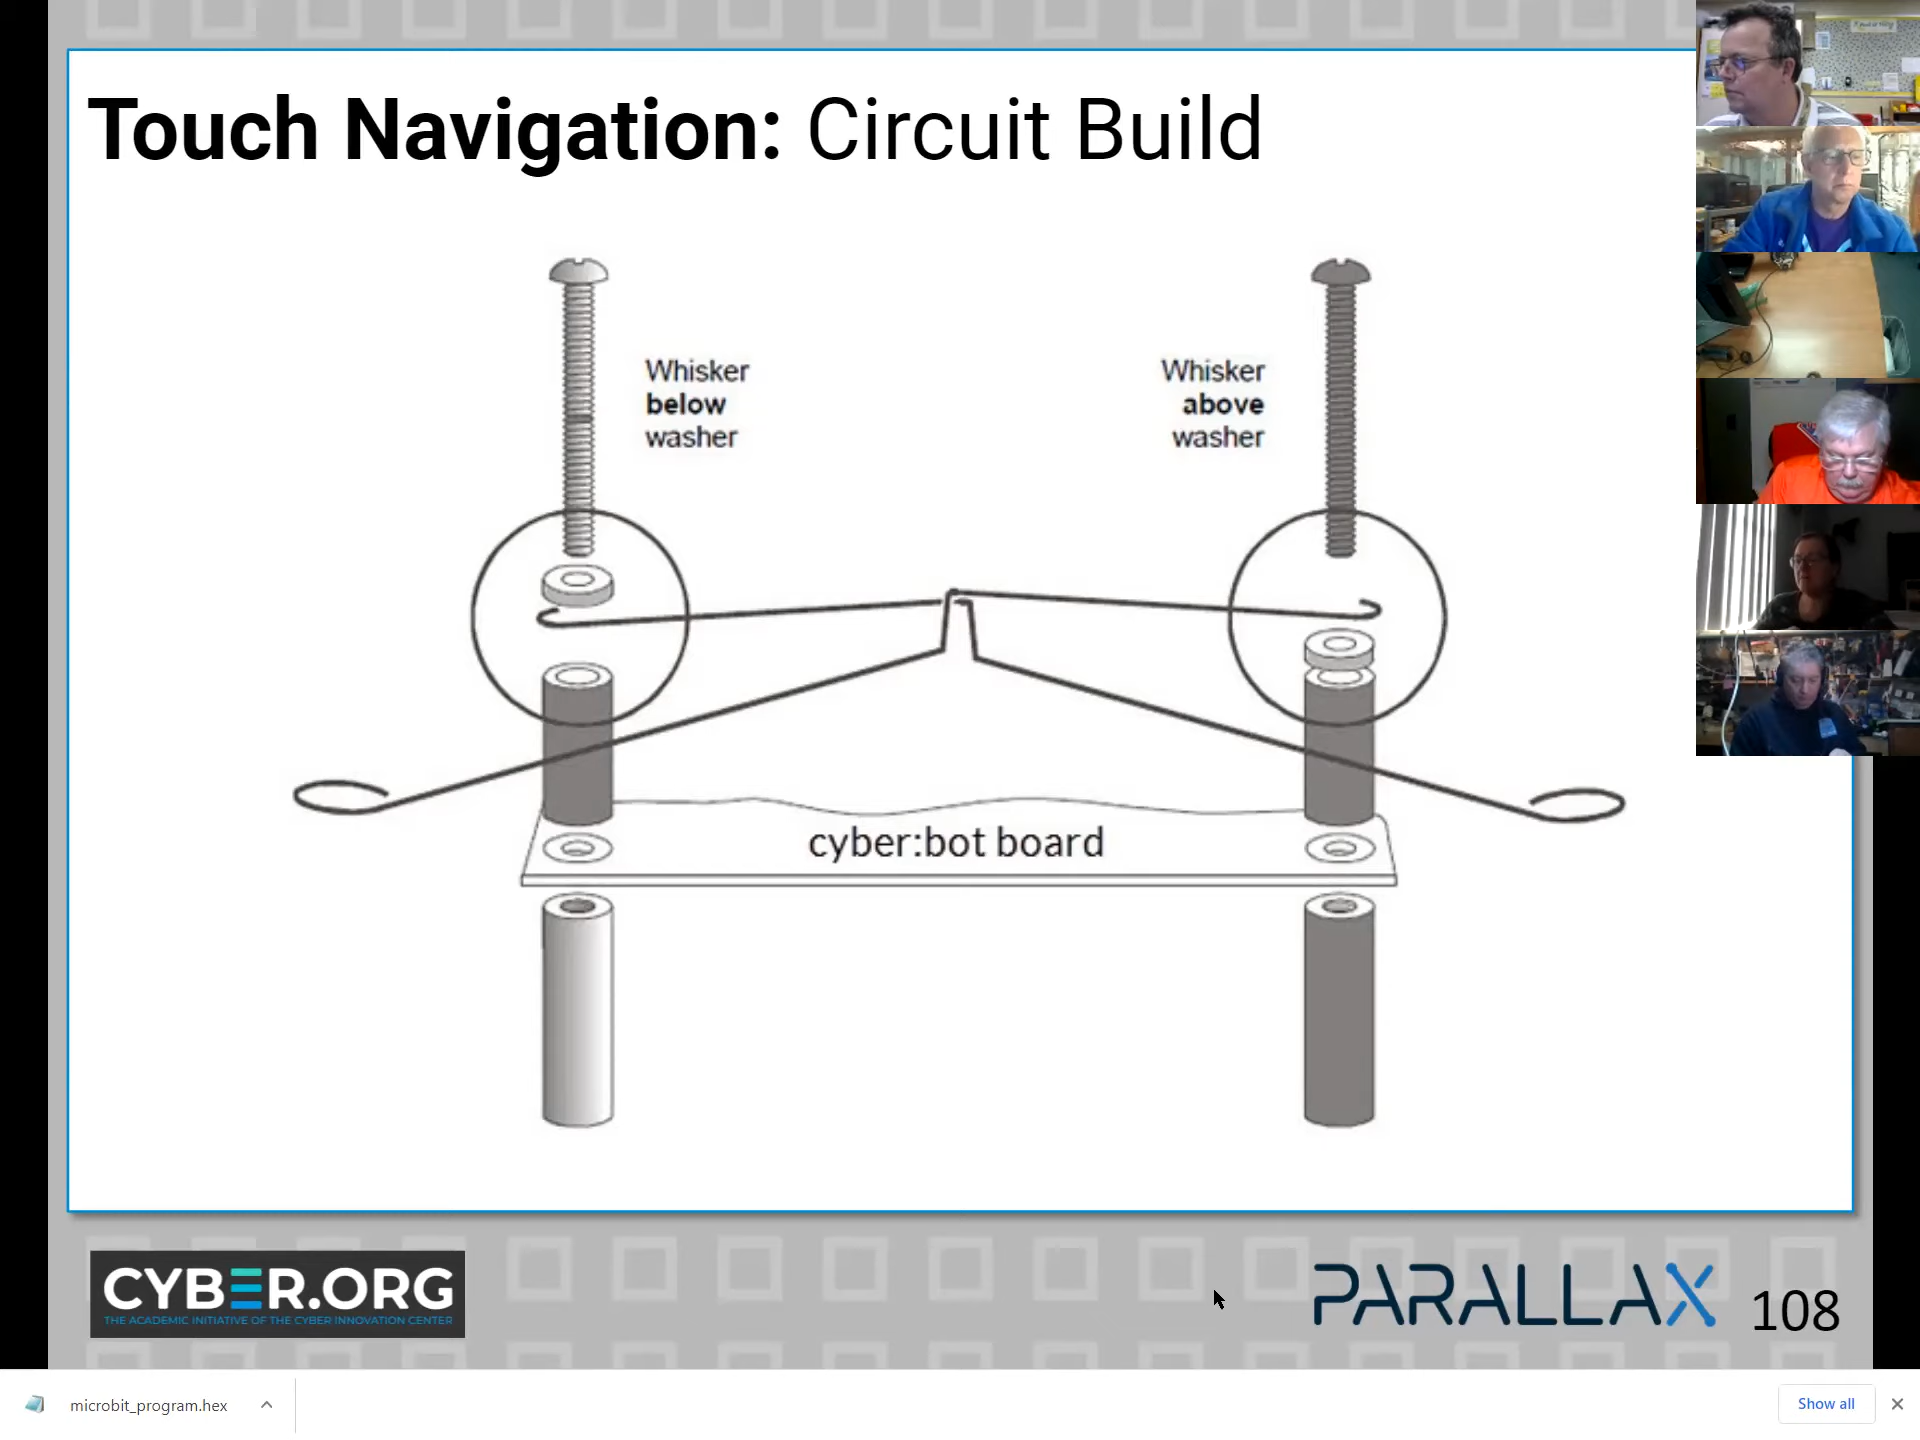 Touch Navigation: Circuit Build
Whisker
below
washer
Whisker
above
washer
cyber:bot board
CYBER.ORG
THE ACADEMIC INITIATIVE OF THE CYBER INNOVATION CENTER
PARALLAX
108
microbit_program.hex
Show all